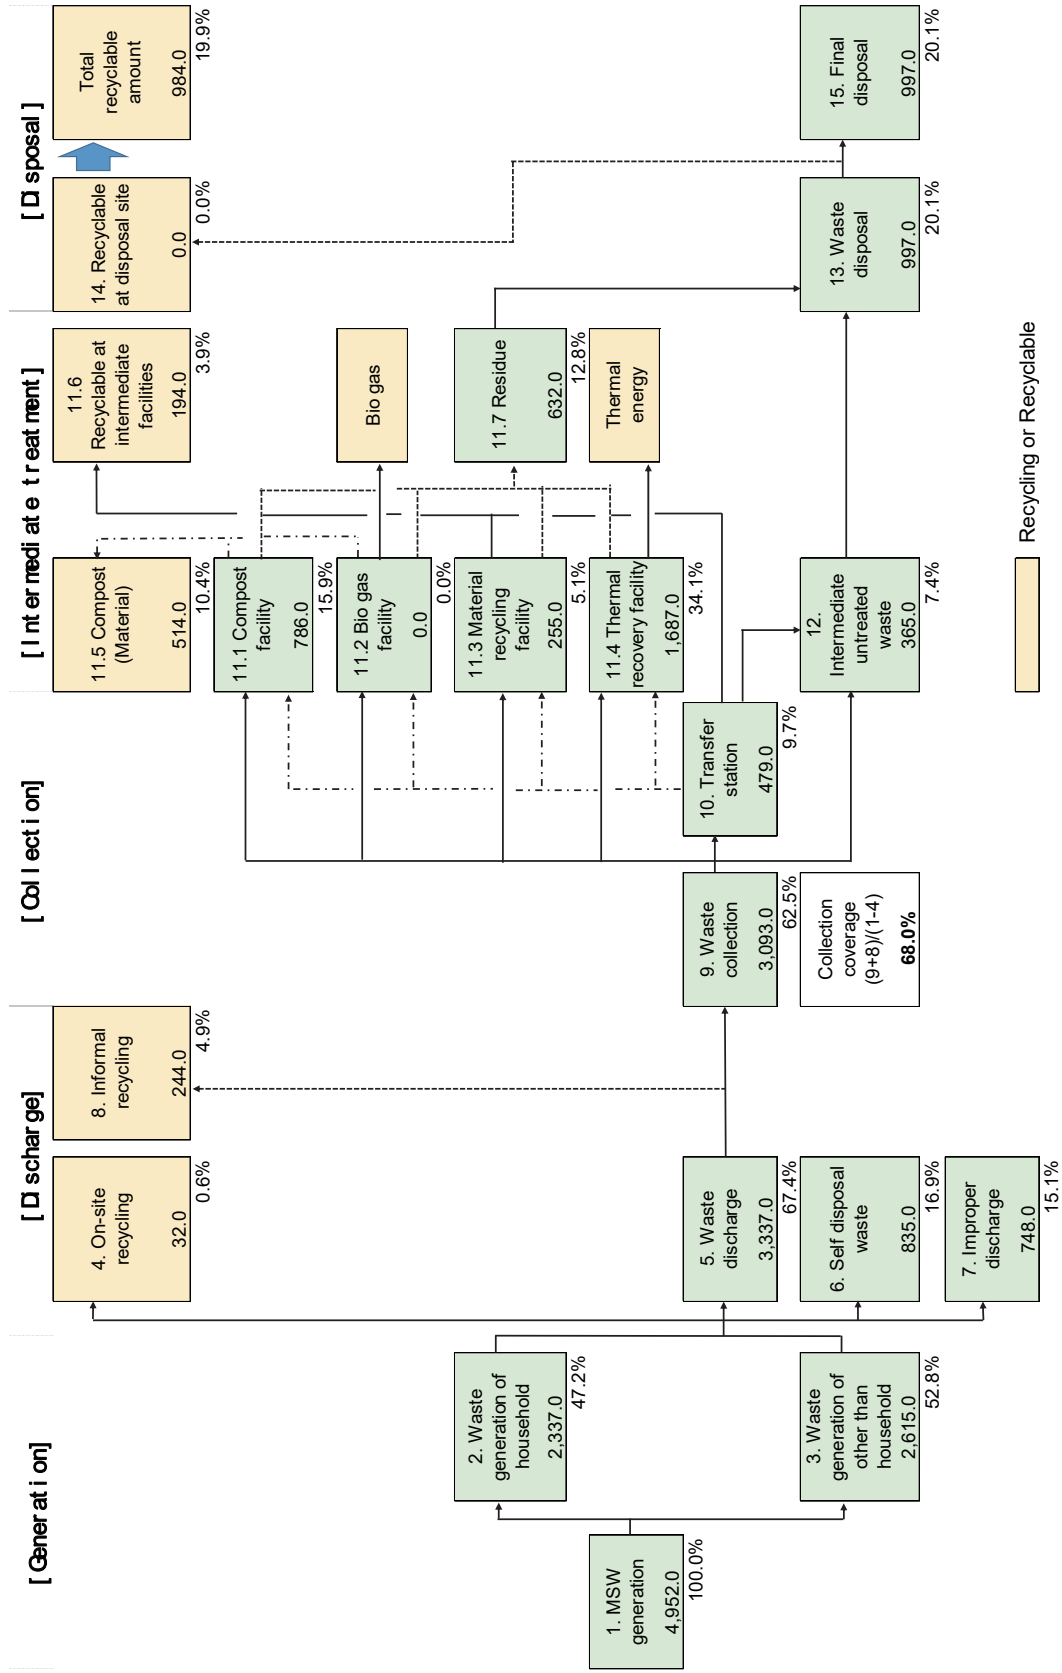 [Generation]
[Discharge]
[Collection]
[Intermediate treatment]
[Disposal]
1. MSW
generation
4,952.0
100.0%
2. Waste
generation of
household
2,337.0
47.2%
3. Waste
generation of
other than
household
2,615.0
52.8%
4. On-site
recycling
32.0
0.6%
5. Waste
discharge
3,337.0
67.4%
6. Self disposal
waste
835.0
16.9%
7. Improper
discharge
748.0
15.1%
8. Informal
recycling
244.0
4.9%
9. Waste
collection
3,093.0
62.5%
Collection
coverage
(9+8)/(1-4)
68.0%
10. Transfer
station
479.0
9.7%
11.5 Compost
(Material)
514.0
10.4%
11.1 Compost
facility
786.0
15.9%
11.2 Bio gas
facility
0.0
0.0%
11.3 Material
recycling
facility
255.0
5.1%
11.4 Thermal
recovery facility
1,687.0
34.1%
12.
Intermediate
untreated
waste
365.0
7.4%
11.6
Recyclable at
intermediate
facilities
194.0
3.9%
Bio gas
11.7 Residue
632.0
12.8%
Thermal
energy
14. Recyclable
at disposal site
0.0
0.0%
13. Waste
disposal
997.0
20.1%
Total
recyclable
amount
984.0
19.9%
15. Final
disposal
997.0
20.1%
Recycling or Recyclable